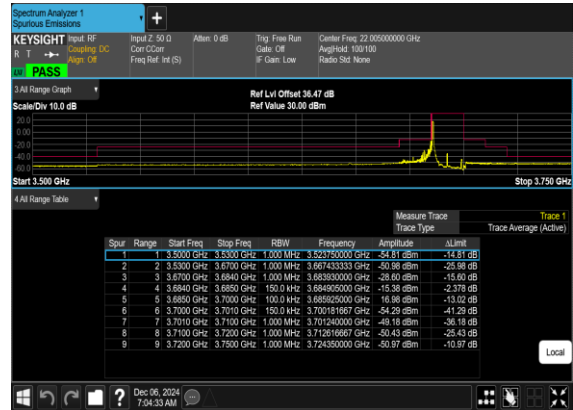 Spectrum Analyzer 1
Spurious Emissions
+
KEYSIGHT Input: RF Input Z: 50 Ω Atten: 0 dB Trig: Free Run Center Freq: 22.005000000 GHz
R T Coupling: DC Corr CCorr Gate: Off Avg|Hold: 100/100
Align: Off Freq Ref: Int (S) IF Gain: Low Radio Std: None
PASS
3 All Range Graph Ref Lvl Offset 36.47 dB
Scale/Div 10.0 dB Ref Value 30.00 dBm
20.0
0.00
-20.0
-40.0
-60.0
Start 3.500 GHz Stop 3.750 GHz
4 All Range Table
Measure Trace Trace 1
Trace Type Trace Average (Active)
Spur Range Start Freq Stop Freq RBW Frequency Amplitude ΔLimit
1 1 3.5000 GHz 3.5300 GHz 1.000 MHz 3.523750000 GHz -54.81 dBm -14.81 dB
2 2 3.5300 GHz 3.6700 GHz 1.000 MHz 3.667433333 GHz -50.98 dBm -25.98 dB
3 3 3.6700 GHz 3.6840 GHz 1.000 MHz 3.683930000 GHz -28.60 dBm -15.60 dB
4 4 3.6840 GHz 3.6850 GHz 150.0 kHz 3.684905000 GHz -15.38 dBm -2.378 dB
5 5 3.6850 GHz 3.7000 GHz 100.0 kHz 3.685925000 GHz 16.98 dBm -13.02 dB
6 6 3.7000 GHz 3.7010 GHz 150.0 kHz 3.700181667 GHz -54.29 dBm -41.29 dB
7 7 3.7010 GHz 3.7100 GHz 1.000 MHz 3.701240000 GHz -49.18 dBm -36.18 dB
8 8 3.7100 GHz 3.7200 GHz 1.000 MHz 3.712616667 GHz -50.43 dBm -25.43 dB
9 9 3.7200 GHz 3.7500 GHz 1.000 MHz 3.724350000 GHz -50.97 dBm -10.97 dB
Local
? Dec 06, 2024
7:04:33 AM